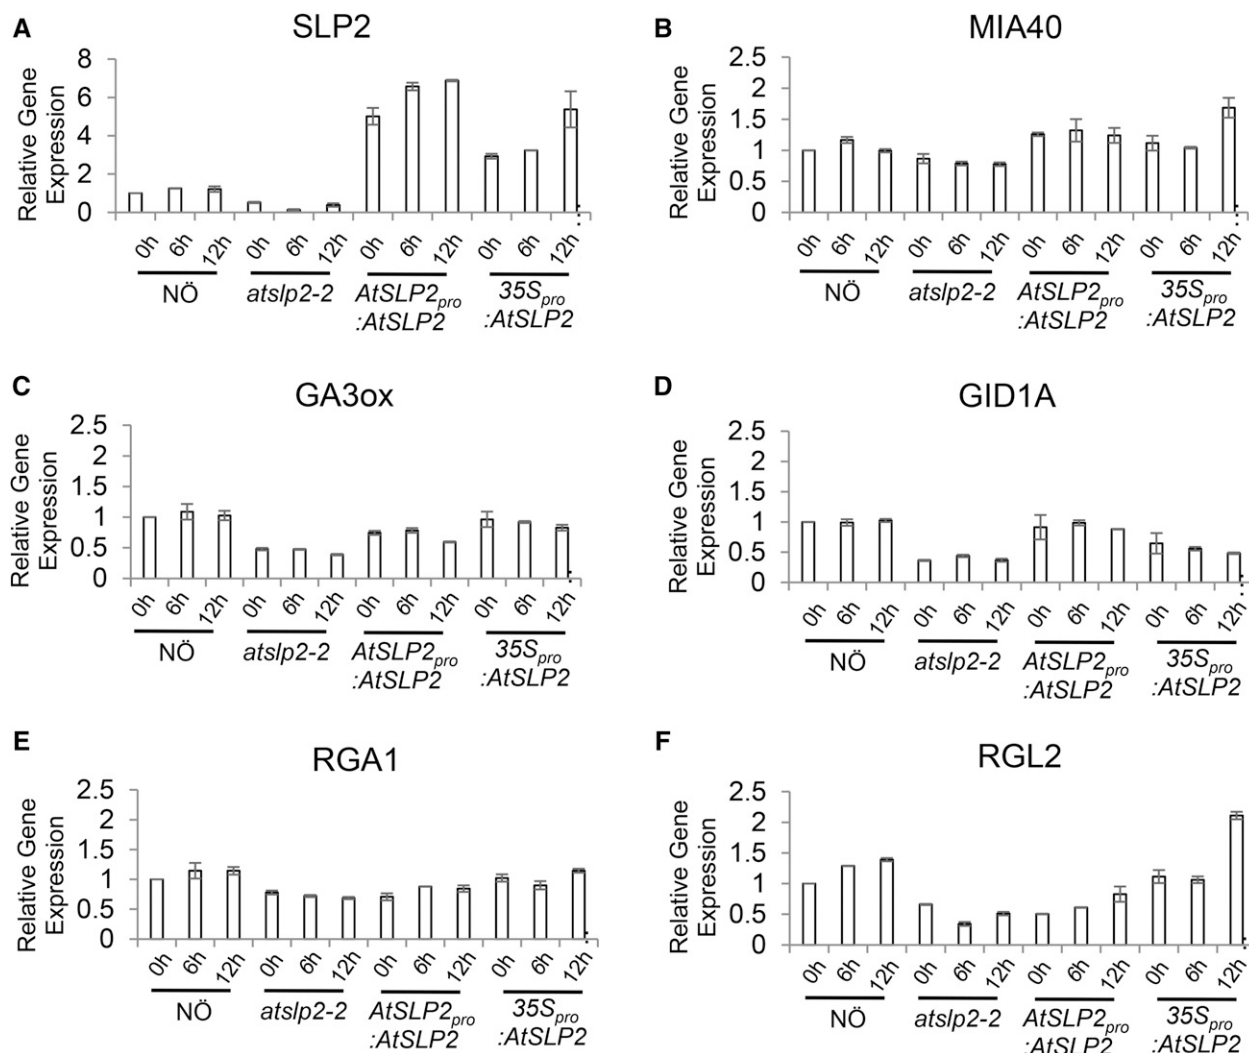 A
SLP2
Relative Gene
Expression
8
6
4
2
0
0h 6h 12h 0h 6h 12h 0h 6h 12h 0h 6h 12h
NÖ atslp2-2 AtSLP2pro 35Spro
:AtSLP2 :AtSLP2
B
MIA40
Relative Gene
Expression
2.5
2
1.5
1
0.5
0
0h 6h 12h 0h 6h 12h 0h 6h 12h 0h 6h 12h
NÖ atslp2-2 AtSLP2pro 35Spro
:AtSLP2 :AtSLP2
C
GA3ox
Relative Gene
Expression
2.5
2
1.5
1
0.5
0
0h 6h 12h 0h 6h 12h 0h 6h 12h 0h 6h 12h
NÖ atslp2-2 AtSLP2pro 35Spro
:AtSLP2 :AtSLP2
D
GID1A
Relative Gene
Expression
2.5
2
1.5
1
0.5
0
0h 6h 12h 0h 6h 12h 0h 6h 12h 0h 6h 12h
NÖ atslp2-2 AtSLP2pro 35Spro
:AtSLP2 :AtSLP2
E
RGA1
Relative Gene
Expression
2.5
2
1.5
1
0.5
0
0h 6h 12h 0h 6h 12h 0h 6h 12h 0h 6h 12h
NÖ atslp2-2 AtSLP2pro 35Spro
:AtSLP2 :AtSLP2
F
RGL2
Relative Gene
Expression
2.5
2
1.5
1
0.5
0
0h 6h 12h 0h 6h 12h 0h 6h 12h 0h 6h 12h
NÖ atslp2-2 AtSLP2pro 35Spro
:AtSLP2 :AtSLP2